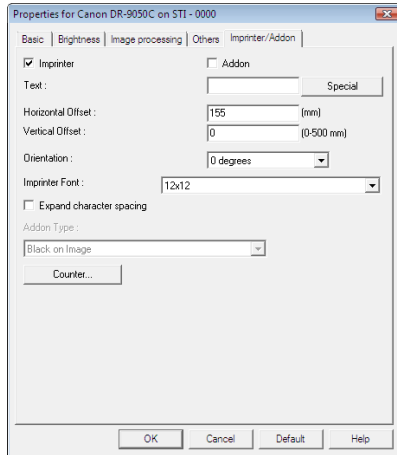 Properties for Canon DR-9050C on STI - 0000
Basic Brightness Image processing Others Imprinter/Addon
Imprinter Addon
Text : Special
Horizontal Offset : 155 (mm)
Vertical Offset : 0 (0-500 mm)
Orientation : 0 degrees
Imprinter Font : 12x12
Expand character spacing
Addon Type :
Black on Image
Counter...
OK Cancel Default Help